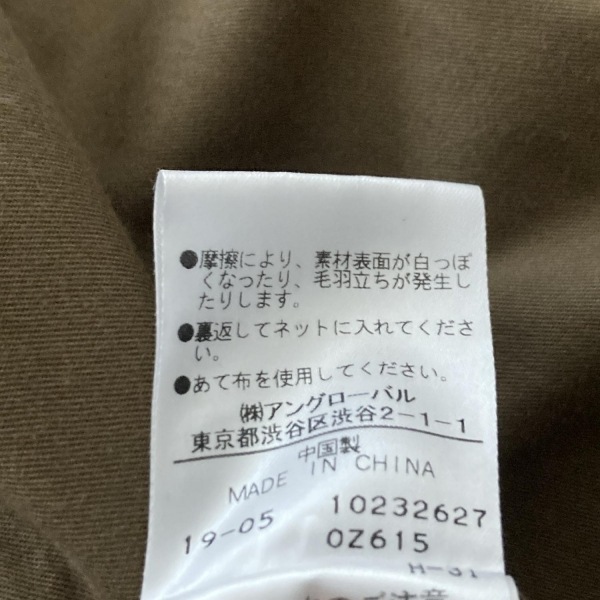 ●摩擦により、素材表面が白っぽ
くなったり、毛羽立ちが発生し
たりします。
●裏返してネットに入れてくださ
い。
●あて布を使用してください。
㈱アングローバル
東京都渋谷区渋谷2-1-1
中国製
MADE IN CHINA
19-05 10232627
0Z615